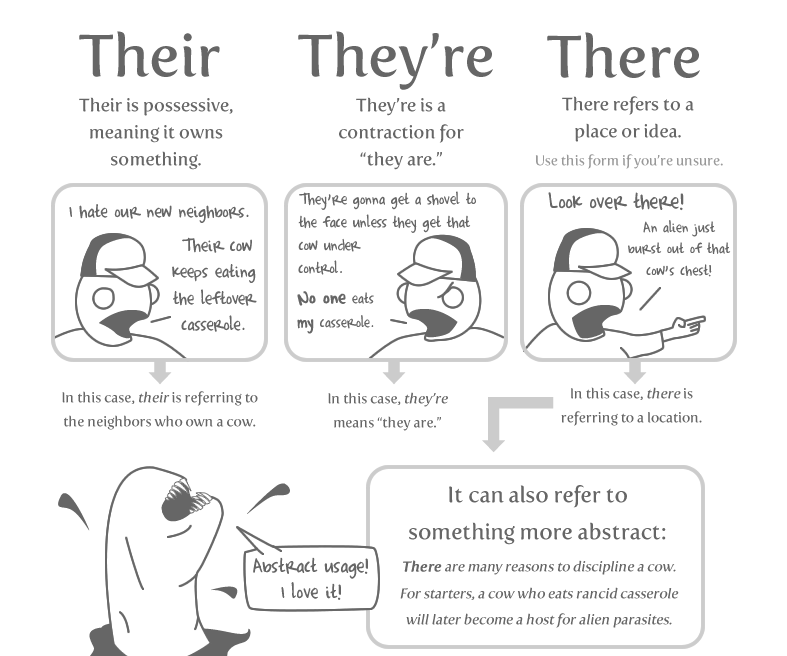 Their
Their is possessive,
meaning it owns
something.
They're
They're is a
contraction for
“they are.”
There
There refers to a
place or idea.
Use this form if you're unsure.
I hate our new neighbors.
Their cow
keeps eating
the leftover
casserole.
They're gonna get a shovel to
the face unless they get that
cow under
control.
No one eats
my casserole.
Look over there!
An alien just
burst out of that
cow's chest!
In this case, their is referring to
the neighbors who own a cow.
In this case, they're
means “they are.”
In this case, there is
referring to a location.
Abstract usage!
I love it!
It can also refer to
something more abstract:
There are many reasons to discipline a cow.
For starters, a cow who eats rancid casserole
will later become a host for alien parasites.